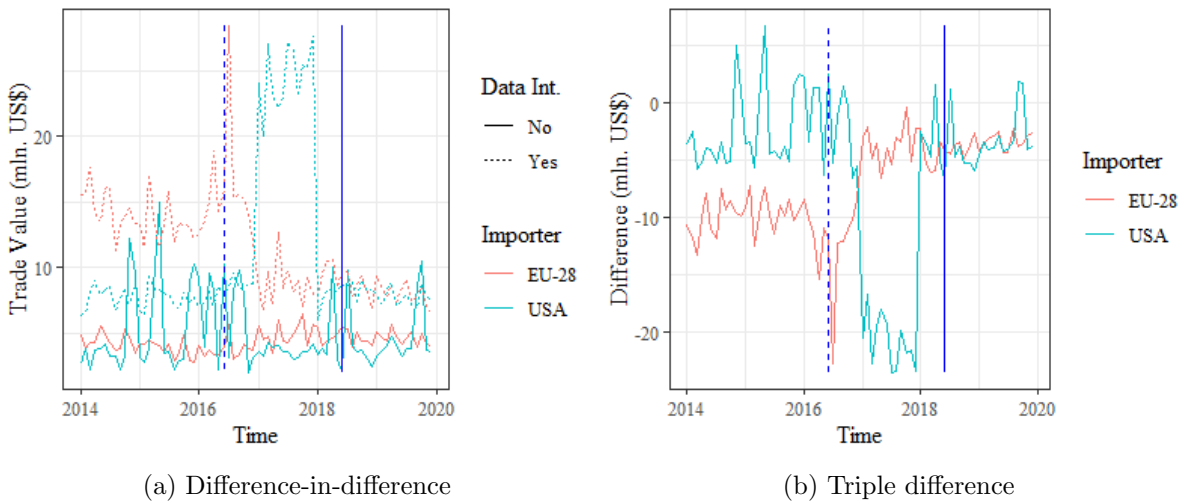 Trade Value (mln. US$)
20
10
2014
2016
2018
2020
Time
Data Int.
No
Yes
Importer
EU-28
USA
(a) Difference-in-difference
Difference (mln. US$)
0
-10
-20
2014
2016
2018
2020
Time
Importer
EU-28
USA
(b) Triple difference